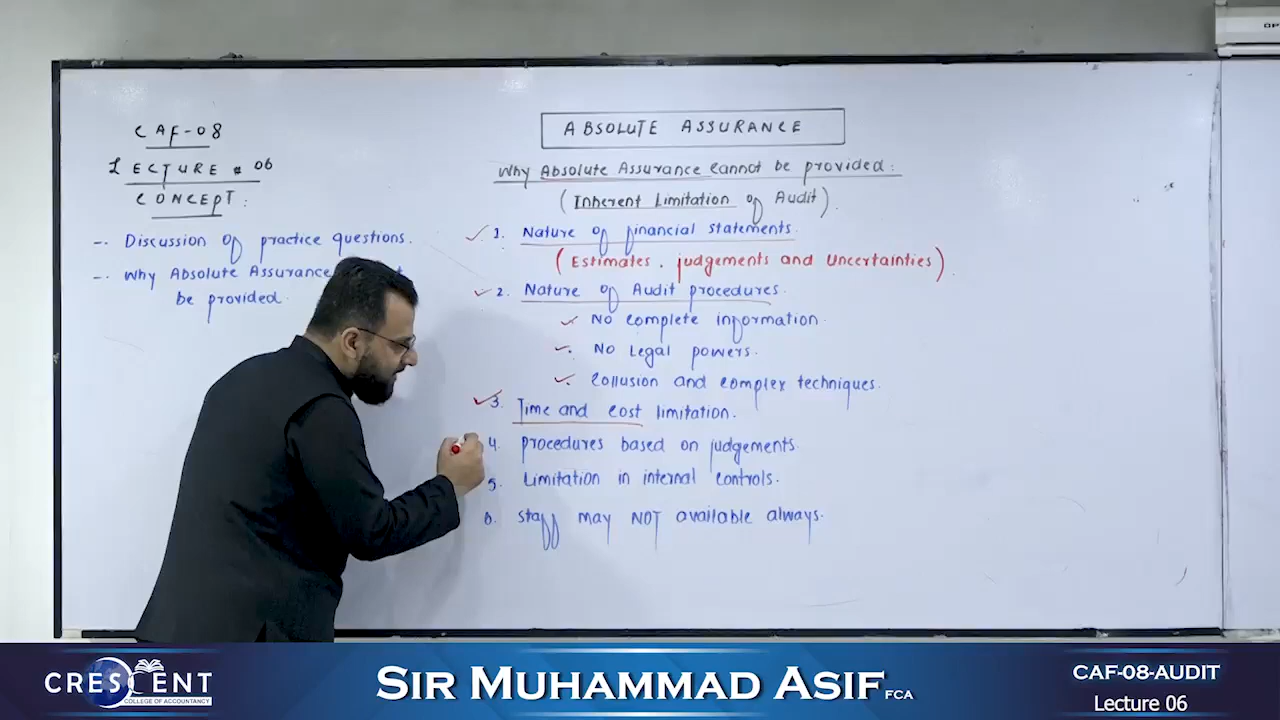 CAF-08
LECTURE # 06
CONCEPT:
-. Discussion of practice questions.
-. Why Absolute Assurance
be provided.
ABSOLUTE ASSURANCE
Why Absolute Assurance Cannot be provided:
(Inherent Limitation of Audit).
1. Nature of financial statements.
(Estimates, judgements and Uncertainties).
2. Nature of Audit procedures.
No complete information.
No Legal powers.
Collusion and complex techniques.
3. Time and Cost limitation.
4. procedures based on judgements.
5. Limitation in internal controls.
6. staff may NOT available always.
CRESCENT
COLLEGE OF ACCOUNTANCY
SIR MUHAMMAD ASIF FCA
CAF-08-AUDIT
Lecture 06